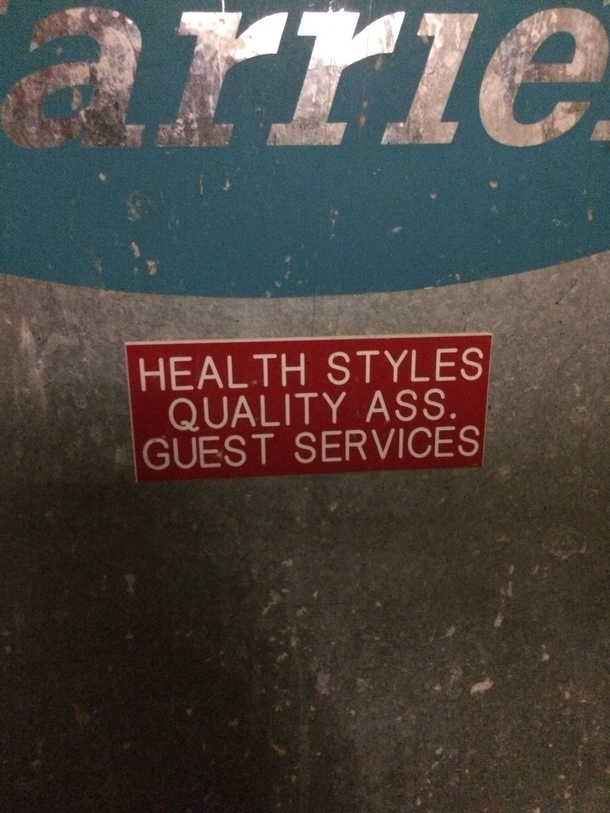 arrie
HEALTH STYLES
QUALITY ASS.
GUEST SERVICES